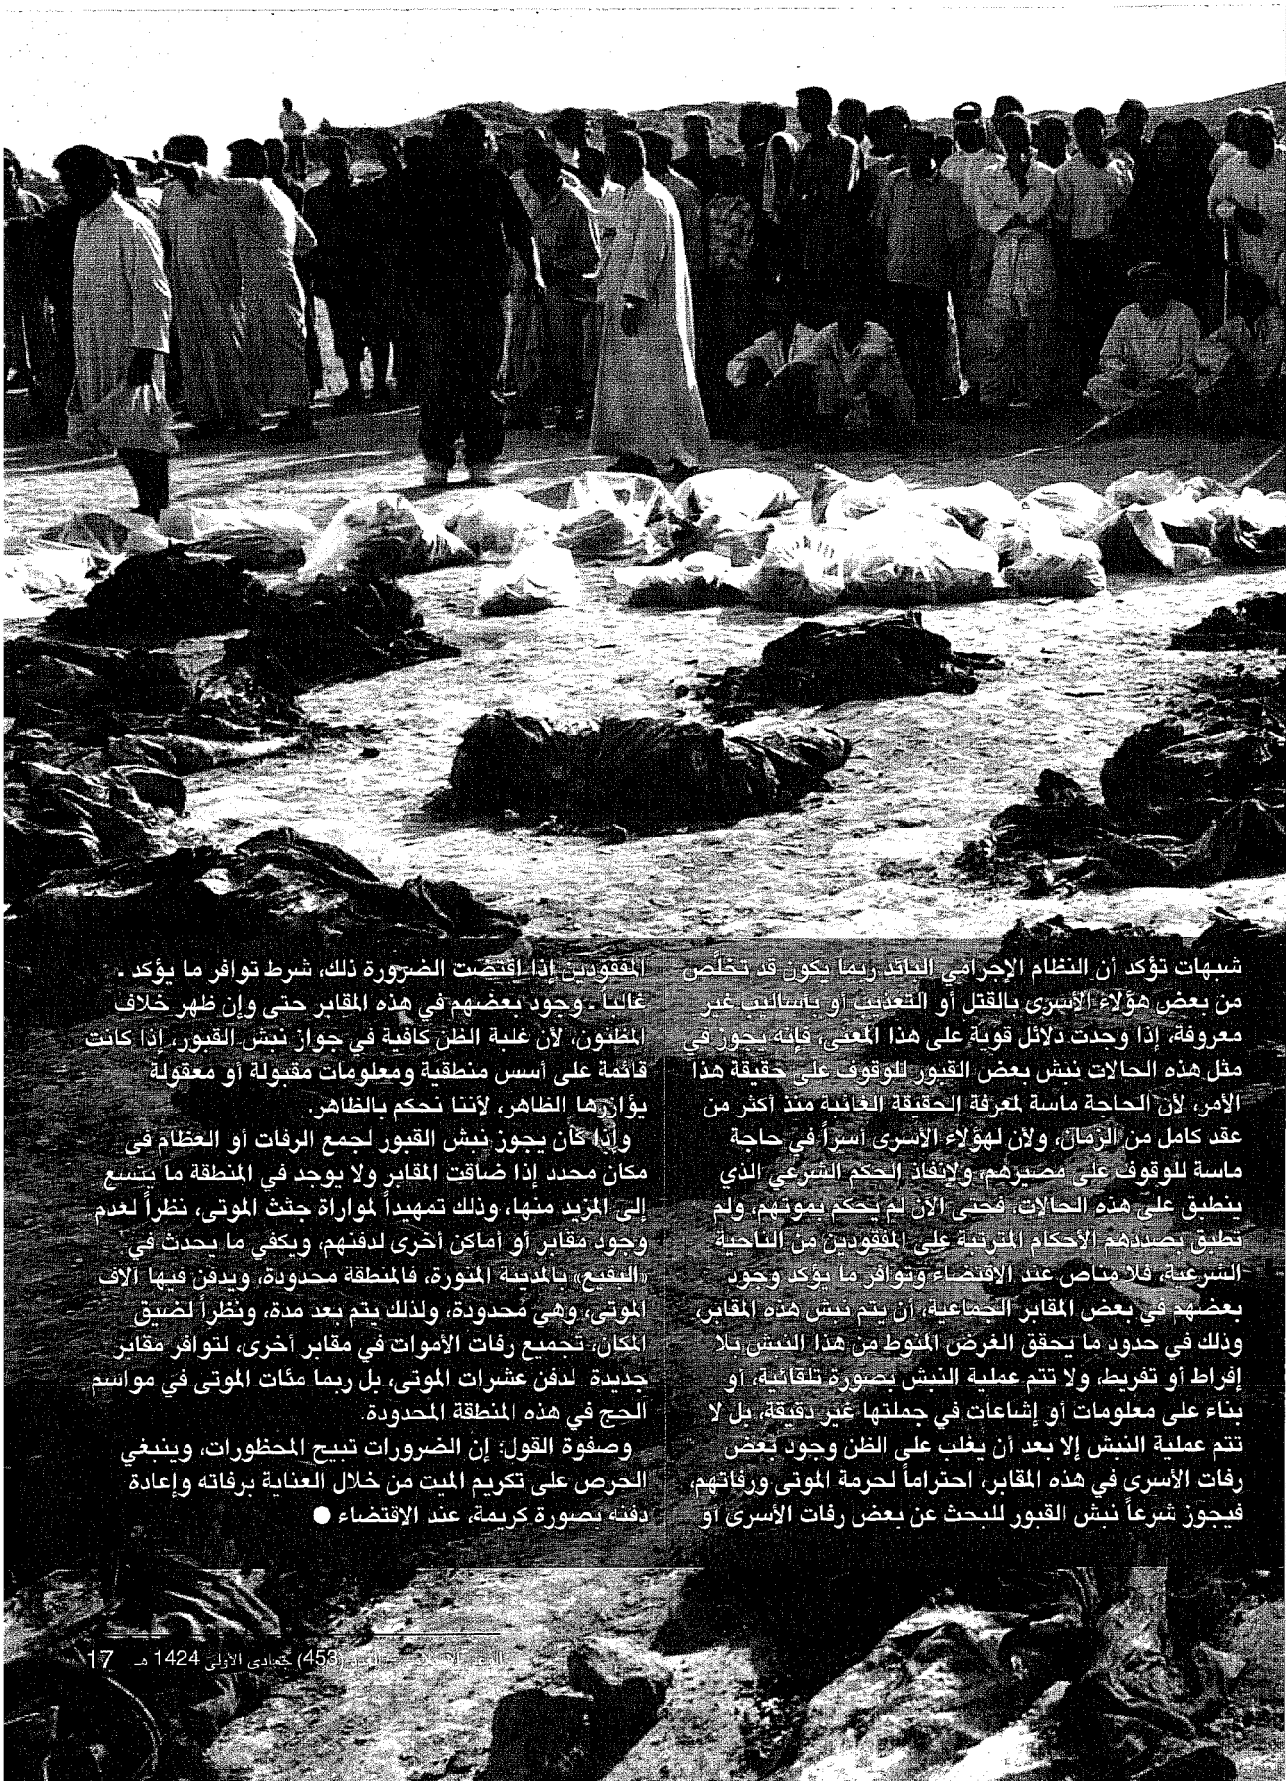 شبهات تؤكد أن النظام الإجرامي البائد ربما يكون قد تخلص
من بعض هؤلاء الأسرى بالقتل أو التعذيب أو بأساليب غير
معروفة، إذا وجدت دلائل قوية على هذا المعنى، فإنه يجوز في
مثل هذه الحالات نبش بعض القبور للوقوف على حقيقة هذا
الأمر، لأن الحاجة ماسة لمعرفة الحقيقة الغائبة منذ أكثر من
عقد كامل من الزمان، ولأن لهؤلاء الأسرى أسراً في حاجة
ماسة للوقوف على مصيرهم، ولإنفاذ الحكم الشرعي الذي
ينطبق على هذه الحالات. فحتى الآن لم يحكم بموتهم، ولم
تطبق بصددهم الأحكام المترتبة على المفقودين من الناحية
الشرعية، فلا مناص عند الاقتضاء وتوافر ما يؤكد وجود
بعضهم في بعض المقابر الجماعية، أن يتم نبش هذه المقابر،
وذلك في حدود ما يحقق الغرض المنوط من هذا النبش بلا
إفراط أو تفريط، ولا تتم عملية النبش بصورة تلقائية، أو
بناء على معلومات أو إشاعات في جملتها غير دقيقة، بل لا
تتم عملية النبش إلا بعد أن يغلب على الظن وجود بعض
رفات الأسرى في هذه المقابر، احتراماً لحرمة الموتى ورفاتهم،
فيجوز شرعاً نبش القبور للبحث عن بعض رفات الأسرى أو
المفقودين إذا اقتضت الضرورة ذلك، شرط توافر ما يؤكد ـ
غالباً ـ وجود بعضهم في هذه المقابر حتى وإن ظهر خلاف
المظنون، لأن غلبة الظن كافية في جواز نبش القبور، إذا كانت
قائمة على أسس منطقية ومعلومات مقبولة أو معقولة
يؤازرها الظاهر، لأننا نحكم بالظاهر.
وإذا كان يجوز نبش القبور لجمع الرفات أو العظام في
مكان محدد إذا ضاقت المقابر ولا يوجد في المنطقة ما يتسع
إلى المزيد منها، وذلك تمهيداً لمواراة جثث الموتى، نظراً لعدم
وجود مقابر أو أماكن أخرى لدفنهم، ويكفي ما يحدث في
«البقيع» بالمدينة المنورة، فالمنطقة محدودة، ويدفن فيها آلاف
الموتى، وهي محدودة، ولذلك يتم بعد مدة، ونظراً لضيق
المكان، تجميع رفات الأموات في مقابر أخرى، لتوافر مقابر
جديدة لدفن عشرات الموتى، بل ربما مئات الموتى في مواسم
الحج في هذه المنطقة المحدودة.
وصفوة القول: إن الضرورات تبيح المحظورات، وينبغي
الحرص على تكريم الميت من خلال العناية برفاته وإعادة
دفنه بصورة كريمة، عند الاقتضاء ●
العدد (453) جمادى الأولى 1424 هـ 17